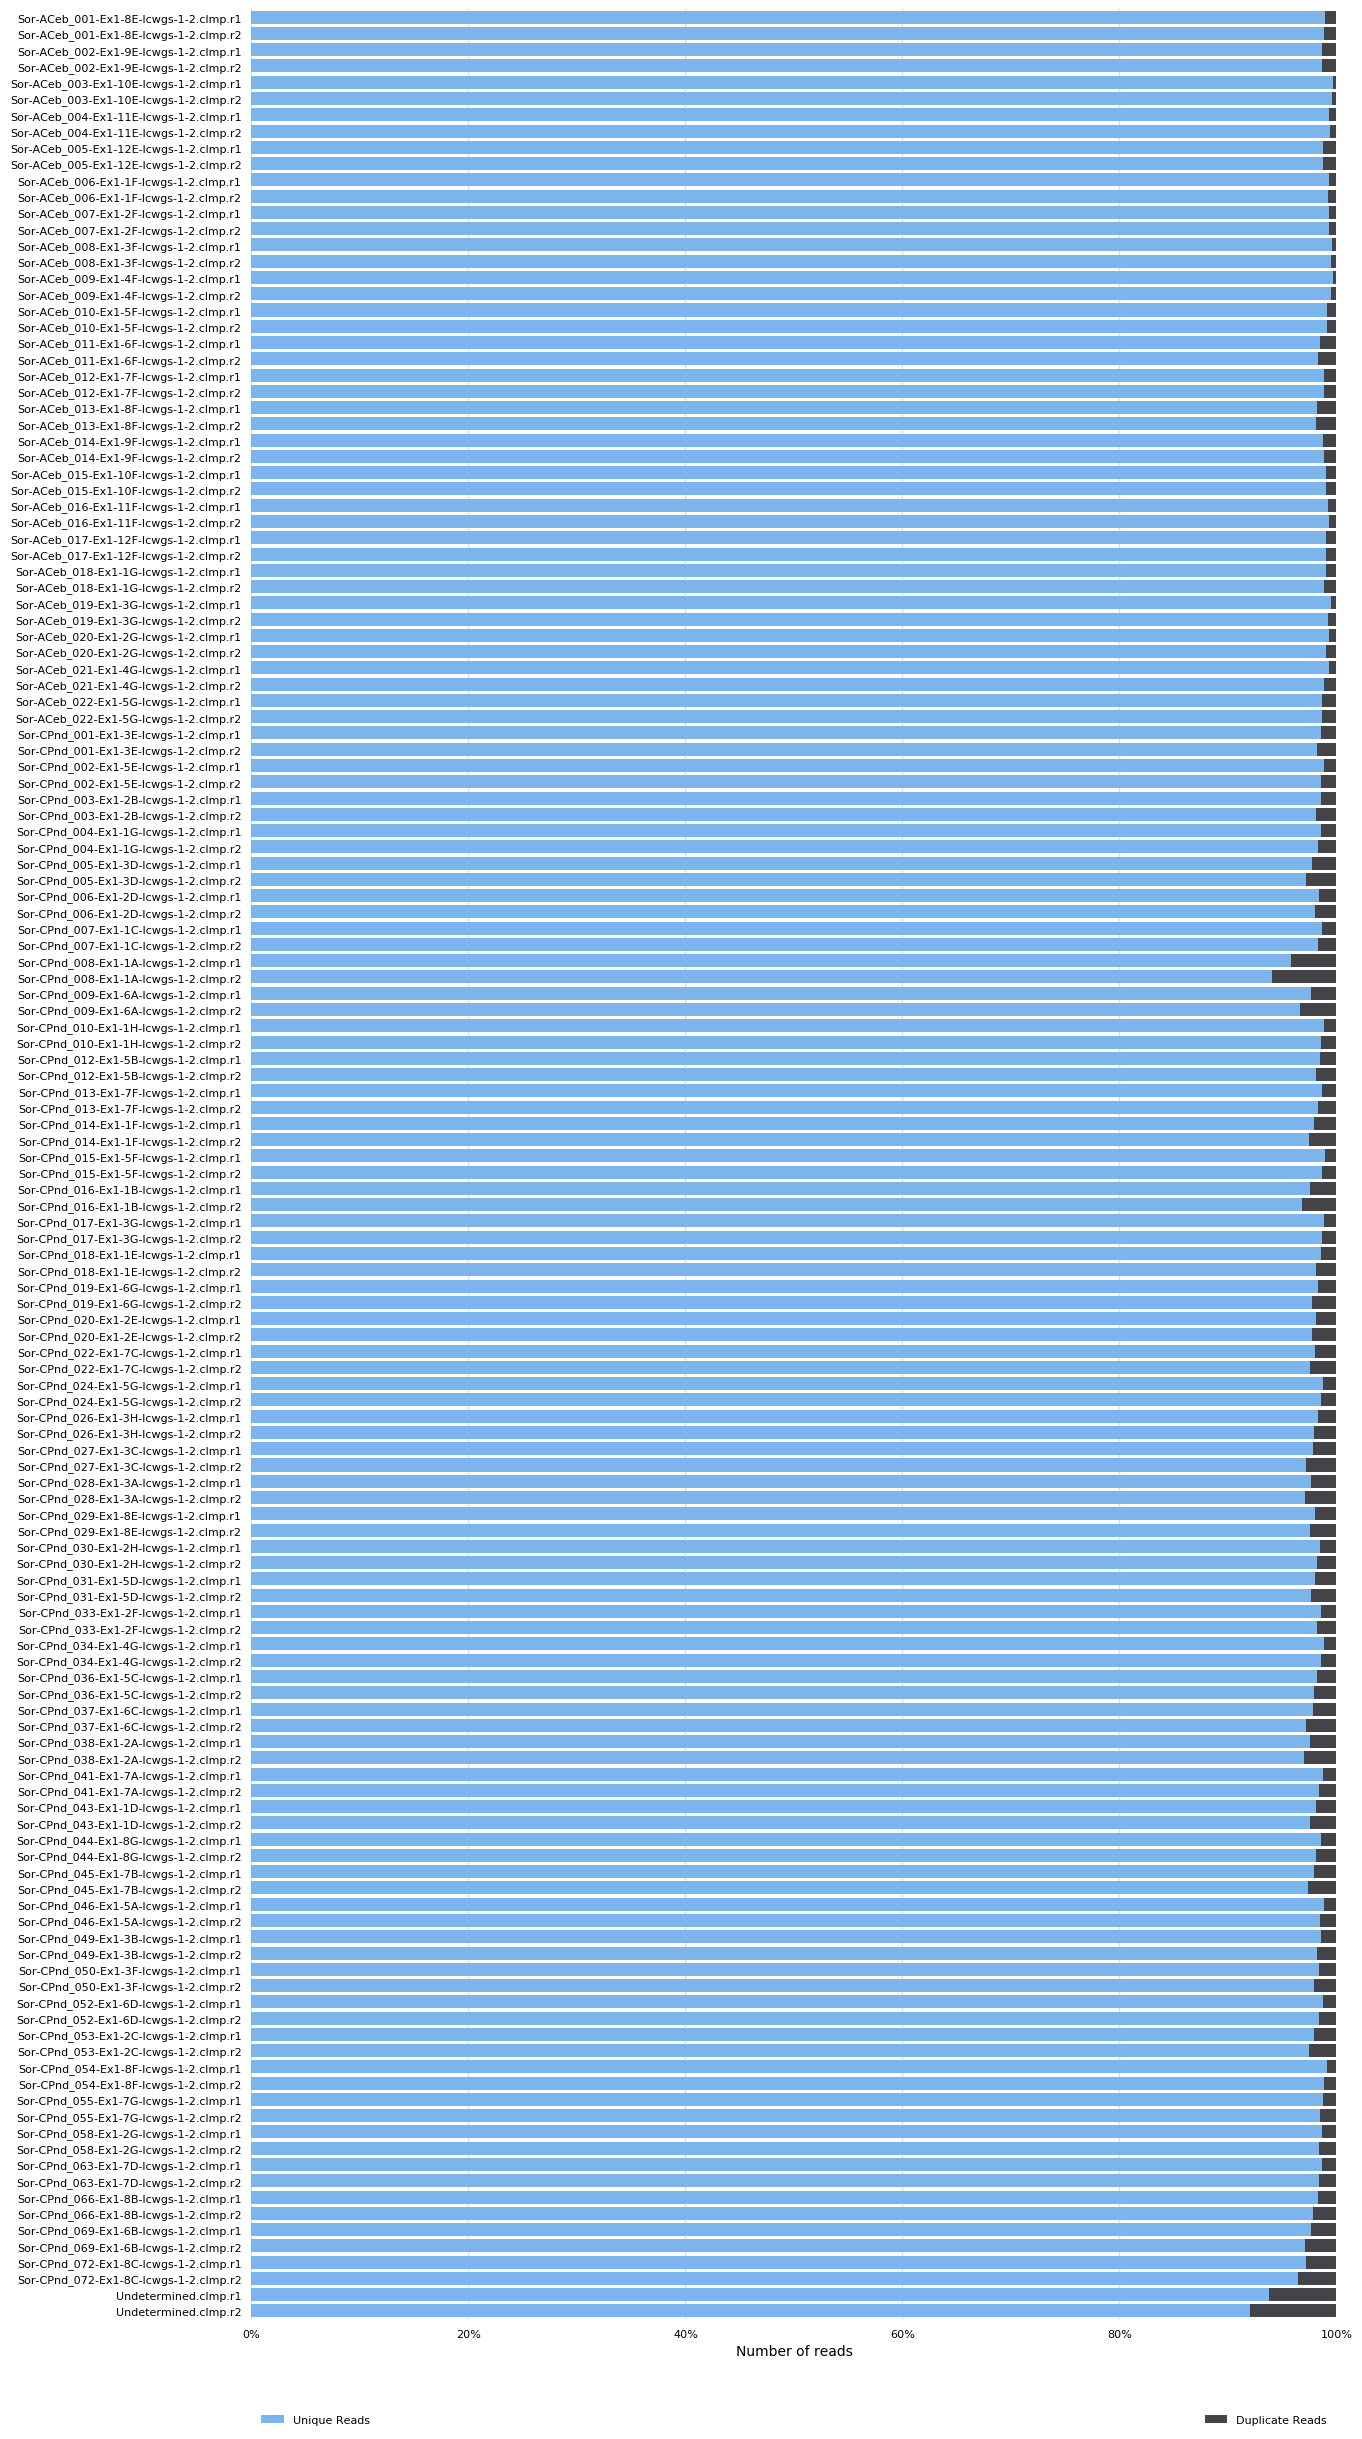 Sor-ACeb_001-Ex1-8E-lcwgs-1-2.clmp.r1
Sor-ACeb_001-Ex1-8E-lcwgs-1-2.clmp.r2
Sor-ACeb_002-Ex1-9E-lcwgs-1-2.clmp.r1
Sor-ACeb_002-Ex1-9E-lcwgs-1-2.clmp.r2
Sor-ACeb_003-Ex1-10E-lcwgs-1-2.clmp.r1
Sor-ACeb_003-Ex1-10E-lcwgs-1-2.clmp.r2
Sor-ACeb_004-Ex1-11E-lcwgs-1-2.clmp.r1
Sor-ACeb_004-Ex1-11E-lcwgs-1-2.clmp.r2
Sor-ACeb_005-Ex1-12E-lcwgs-1-2.clmp.r1
Sor-ACeb_005-Ex1-12E-lcwgs-1-2.clmp.r2
Sor-ACeb_006-Ex1-1F-lcwgs-1-2.clmp.r1
Sor-ACeb_006-Ex1-1F-lcwgs-1-2.clmp.r2
Sor-ACeb_007-Ex1-2F-lcwgs-1-2.clmp.r1
Sor-ACeb_007-Ex1-2F-lcwgs-1-2.clmp.r2
Sor-ACeb_008-Ex1-3F-lcwgs-1-2.clmp.r1
Sor-ACeb_008-Ex1-3F-lcwgs-1-2.clmp.r2
Sor-ACeb_009-Ex1-4F-lcwgs-1-2.clmp.r1
Sor-ACeb_009-Ex1-4F-lcwgs-1-2.clmp.r2
Sor-ACeb_010-Ex1-5F-lcwgs-1-2.clmp.r1
Sor-ACeb_010-Ex1-5F-lcwgs-1-2.clmp.r2
Sor-ACeb_011-Ex1-6F-lcwgs-1-2.clmp.r1
Sor-ACeb_011-Ex1-6F-lcwgs-1-2.clmp.r2
Sor-ACeb_012-Ex1-7F-lcwgs-1-2.clmp.r1
Sor-ACeb_012-Ex1-7F-lcwgs-1-2.clmp.r2
Sor-ACeb_013-Ex1-8F-lcwgs-1-2.clmp.r1
Sor-ACeb_013-Ex1-8F-lcwgs-1-2.clmp.r2
Sor-ACeb_014-Ex1-9F-lcwgs-1-2.clmp.r1
Sor-ACeb_014-Ex1-9F-lcwgs-1-2.clmp.r2
Sor-ACeb_015-Ex1-10F-lcwgs-1-2.clmp.r1
Sor-ACeb_015-Ex1-10F-lcwgs-1-2.clmp.r2
Sor-ACeb_016-Ex1-11F-lcwgs-1-2.clmp.r1
Sor-ACeb_016-Ex1-11F-lcwgs-1-2.clmp.r2
Sor-ACeb_017-Ex1-12F-lcwgs-1-2.clmp.r1
Sor-ACeb_017-Ex1-12F-lcwgs-1-2.clmp.r2
Sor-ACeb_018-Ex1-1G-lcwgs-1-2.clmp.r1
Sor-ACeb_018-Ex1-1G-lcwgs-1-2.clmp.r2
Sor-ACeb_019-Ex1-3G-lcwgs-1-2.clmp.r1
Sor-ACeb_019-Ex1-3G-lcwgs-1-2.clmp.r2
Sor-ACeb_020-Ex1-2G-lcwgs-1-2.clmp.r1
Sor-ACeb_020-Ex1-2G-lcwgs-1-2.clmp.r2
Sor-ACeb_021-Ex1-4G-lcwgs-1-2.clmp.r1
Sor-ACeb_021-Ex1-4G-lcwgs-1-2.clmp.r2
Sor-ACeb_022-Ex1-5G-lcwgs-1-2.clmp.r1
Sor-ACeb_022-Ex1-5G-lcwgs-1-2.clmp.r2
Sor-CPnd_001-Ex1-3E-lcwgs-1-2.clmp.r1
Sor-CPnd_001-Ex1-3E-lcwgs-1-2.clmp.r2
Sor-CPnd_002-Ex1-5E-lcwgs-1-2.clmp.r1
Sor-CPnd_002-Ex1-5E-lcwgs-1-2.clmp.r2
Sor-CPnd_003-Ex1-2B-lcwgs-1-2.clmp.r1
Sor-CPnd_003-Ex1-2B-lcwgs-1-2.clmp.r2
Sor-CPnd_004-Ex1-1G-lcwgs-1-2.clmp.r1
Sor-CPnd_004-Ex1-1G-lcwgs-1-2.clmp.r2
Sor-CPnd_005-Ex1-3D-lcwgs-1-2.clmp.r1
Sor-CPnd_005-Ex1-3D-lcwgs-1-2.clmp.r2
Sor-CPnd_006-Ex1-2D-lcwgs-1-2.clmp.r1
Sor-CPnd_006-Ex1-2D-lcwgs-1-2.clmp.r2
Sor-CPnd_007-Ex1-1C-lcwgs-1-2.clmp.r1
Sor-CPnd_007-Ex1-1C-lcwgs-1-2.clmp.r2
Sor-CPnd_008-Ex1-1A-lcwgs-1-2.clmp.r1
Sor-CPnd_008-Ex1-1A-lcwgs-1-2.clmp.r2
Sor-CPnd_009-Ex1-6A-lcwgs-1-2.clmp.r1
Sor-CPnd_009-Ex1-6A-lcwgs-1-2.clmp.r2
Sor-CPnd_010-Ex1-1H-lcwgs-1-2.clmp.r1
Sor-CPnd_010-Ex1-1H-lcwgs-1-2.clmp.r2
Sor-CPnd_012-Ex1-5B-lcwgs-1-2.clmp.r1
Sor-CPnd_012-Ex1-5B-lcwgs-1-2.clmp.r2
Sor-CPnd_013-Ex1-7F-lcwgs-1-2.clmp.r1
Sor-CPnd_013-Ex1-7F-lcwgs-1-2.clmp.r2
Sor-CPnd_014-Ex1-1F-lcwgs-1-2.clmp.r1
Sor-CPnd_014-Ex1-1F-lcwgs-1-2.clmp.r2
Sor-CPnd_015-Ex1-5F-lcwgs-1-2.clmp.r1
Sor-CPnd_015-Ex1-5F-lcwgs-1-2.clmp.r2
Sor-CPnd_016-Ex1-1B-lcwgs-1-2.clmp.r1
Sor-CPnd_016-Ex1-1B-lcwgs-1-2.clmp.r2
Sor-CPnd_017-Ex1-3G-lcwgs-1-2.clmp.r1
Sor-CPnd_017-Ex1-3G-lcwgs-1-2.clmp.r2
Sor-CPnd_018-Ex1-1E-lcwgs-1-2.clmp.r1
Sor-CPnd_018-Ex1-1E-lcwgs-1-2.clmp.r2
Sor-CPnd_019-Ex1-6G-lcwgs-1-2.clmp.r1
Sor-CPnd_019-Ex1-6G-lcwgs-1-2.clmp.r2
Sor-CPnd_020-Ex1-2E-lcwgs-1-2.clmp.r1
Sor-CPnd_020-Ex1-2E-lcwgs-1-2.clmp.r2
Sor-CPnd_022-Ex1-7C-lcwgs-1-2.clmp.r1
Sor-CPnd_022-Ex1-7C-lcwgs-1-2.clmp.r2
Sor-CPnd_024-Ex1-5G-lcwgs-1-2.clmp.r1
Sor-CPnd_024-Ex1-5G-lcwgs-1-2.clmp.r2
Sor-CPnd_026-Ex1-3H-lcwgs-1-2.clmp.r1
Sor-CPnd_026-Ex1-3H-lcwgs-1-2.clmp.r2
Sor-CPnd_027-Ex1-3C-lcwgs-1-2.clmp.r1
Sor-CPnd_027-Ex1-3C-lcwgs-1-2.clmp.r2
Sor-CPnd_028-Ex1-3A-lcwgs-1-2.clmp.r1
Sor-CPnd_028-Ex1-3A-lcwgs-1-2.clmp.r2
Sor-CPnd_029-Ex1-8E-lcwgs-1-2.clmp.r1
Sor-CPnd_029-Ex1-8E-lcwgs-1-2.clmp.r2
Sor-CPnd_030-Ex1-2H-lcwgs-1-2.clmp.r1
Sor-CPnd_030-Ex1-2H-lcwgs-1-2.clmp.r2
Sor-CPnd_031-Ex1-5D-lcwgs-1-2.clmp.r1
Sor-CPnd_031-Ex1-5D-lcwgs-1-2.clmp.r2
Sor-CPnd_033-Ex1-2F-lcwgs-1-2.clmp.r1
Sor-CPnd_033-Ex1-2F-lcwgs-1-2.clmp.r2
Sor-CPnd_034-Ex1-4G-lcwgs-1-2.clmp.r1
Sor-CPnd_034-Ex1-4G-lcwgs-1-2.clmp.r2
Sor-CPnd_036-Ex1-5C-lcwgs-1-2.clmp.r1
Sor-CPnd_036-Ex1-5C-lcwgs-1-2.clmp.r2
Sor-CPnd_037-Ex1-6C-lcwgs-1-2.clmp.r1
Sor-CPnd_037-Ex1-6C-lcwgs-1-2.clmp.r2
Sor-CPnd_038-Ex1-2A-lcwgs-1-2.clmp.r1
Sor-CPnd_038-Ex1-2A-lcwgs-1-2.clmp.r2
Sor-CPnd_041-Ex1-7A-lcwgs-1-2.clmp.r1
Sor-CPnd_041-Ex1-7A-lcwgs-1-2.clmp.r2
Sor-CPnd_043-Ex1-1D-lcwgs-1-2.clmp.r1
Sor-CPnd_043-Ex1-1D-lcwgs-1-2.clmp.r2
Sor-CPnd_044-Ex1-8G-lcwgs-1-2.clmp.r1
Sor-CPnd_044-Ex1-8G-lcwgs-1-2.clmp.r2
Sor-CPnd_045-Ex1-7B-lcwgs-1-2.clmp.r1
Sor-CPnd_045-Ex1-7B-lcwgs-1-2.clmp.r2
Sor-CPnd_046-Ex1-5A-lcwgs-1-2.clmp.r1
Sor-CPnd_046-Ex1-5A-lcwgs-1-2.clmp.r2
Sor-CPnd_049-Ex1-3B-lcwgs-1-2.clmp.r1
Sor-CPnd_049-Ex1-3B-lcwgs-1-2.clmp.r2
Sor-CPnd_050-Ex1-3F-lcwgs-1-2.clmp.r1
Sor-CPnd_050-Ex1-3F-lcwgs-1-2.clmp.r2
Sor-CPnd_052-Ex1-6D-lcwgs-1-2.clmp.r1
Sor-CPnd_052-Ex1-6D-lcwgs-1-2.clmp.r2
Sor-CPnd_053-Ex1-2C-lcwgs-1-2.clmp.r1
Sor-CPnd_053-Ex1-2C-lcwgs-1-2.clmp.r2
Sor-CPnd_054-Ex1-8F-lcwgs-1-2.clmp.r1
Sor-CPnd_054-Ex1-8F-lcwgs-1-2.clmp.r2
Sor-CPnd_055-Ex1-7G-lcwgs-1-2.clmp.r1
Sor-CPnd_055-Ex1-7G-lcwgs-1-2.clmp.r2
Sor-CPnd_058-Ex1-2G-lcwgs-1-2.clmp.r1
Sor-CPnd_058-Ex1-2G-lcwgs-1-2.clmp.r2
Sor-CPnd_063-Ex1-7D-lcwgs-1-2.clmp.r1
Sor-CPnd_063-Ex1-7D-lcwgs-1-2.clmp.r2
Sor-CPnd_066-Ex1-8B-lcwgs-1-2.clmp.r1
Sor-CPnd_066-Ex1-8B-lcwgs-1-2.clmp.r2
Sor-CPnd_069-Ex1-6B-lcwgs-1-2.clmp.r1
Sor-CPnd_069-Ex1-6B-lcwgs-1-2.clmp.r2
Sor-CPnd_072-Ex1-8C-lcwgs-1-2.clmp.r1
Sor-CPnd_072-Ex1-8C-lcwgs-1-2.clmp.r2
Undetermined.clmp.r1
Undetermined.clmp.r2
0% 20% 40% 60% 80% 100%
Number of reads
Unique Reads Duplicate Reads